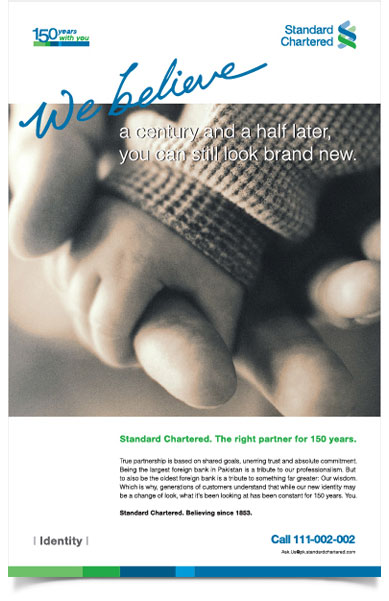 150 years
with you
Standard
Chartered
We believe
a century and a half later,
you can still look brand new.
Standard Chartered. The right partner for 150 years.
True partnership is based on shared goals, unerring trust and absolute commitment.
Being the largest foreign bank in Pakistan is a tribute to our professionalism. But
to also be the oldest foreign bank is a tribute to something far greater: Our wisdom.
Which is why, generations of customers understand that while our new identity may
be a change of look, what it's been looking at has been constant for 150 years. You.
Standard Chartered. Believing since 1853.
| Identity |
Call 111-002-002
Ask.Us@pk.standardchartered.com